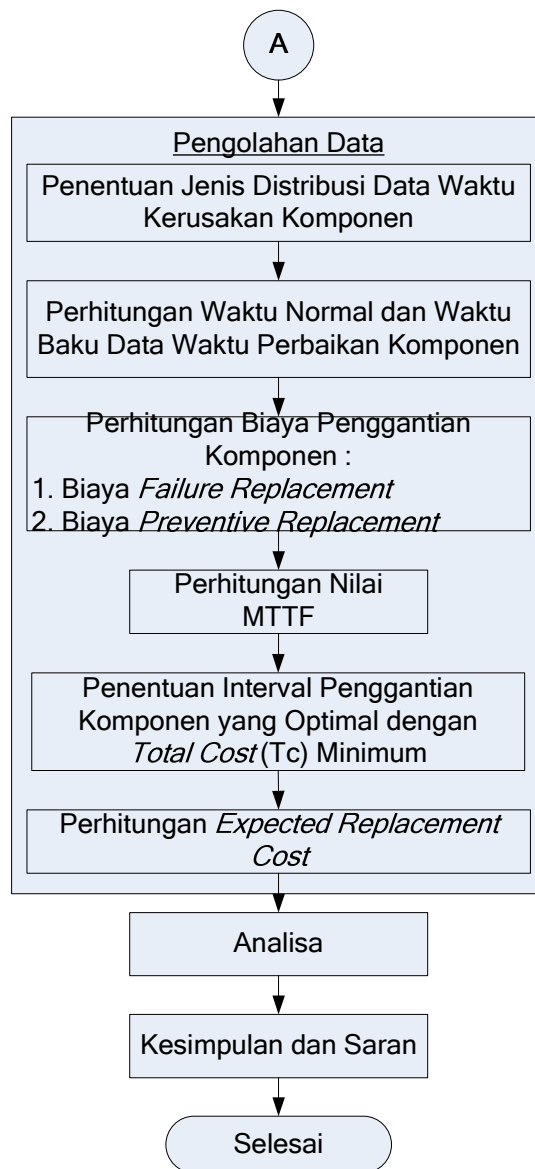 A
Pengolahan Data
Penentuan Jenis Distribusi Data Waktu
Kerusakan Komponen
Perhitungan Waktu Normal dan Waktu
Baku Data Waktu Perbaikan Komponen
Perhitungan Biaya Penggantian
Komponen :
1. Biaya Failure Replacement
2. Biaya Preventive Replacement
Perhitungan Nilai
MTTF
Penentuan Interval Penggantian
Komponen yang Optimal dengan
Total Cost (Tc) Minimum
Perhitungan Expected Replacement
Cost
Analisa
Kesimpulan dan Saran
Selesai